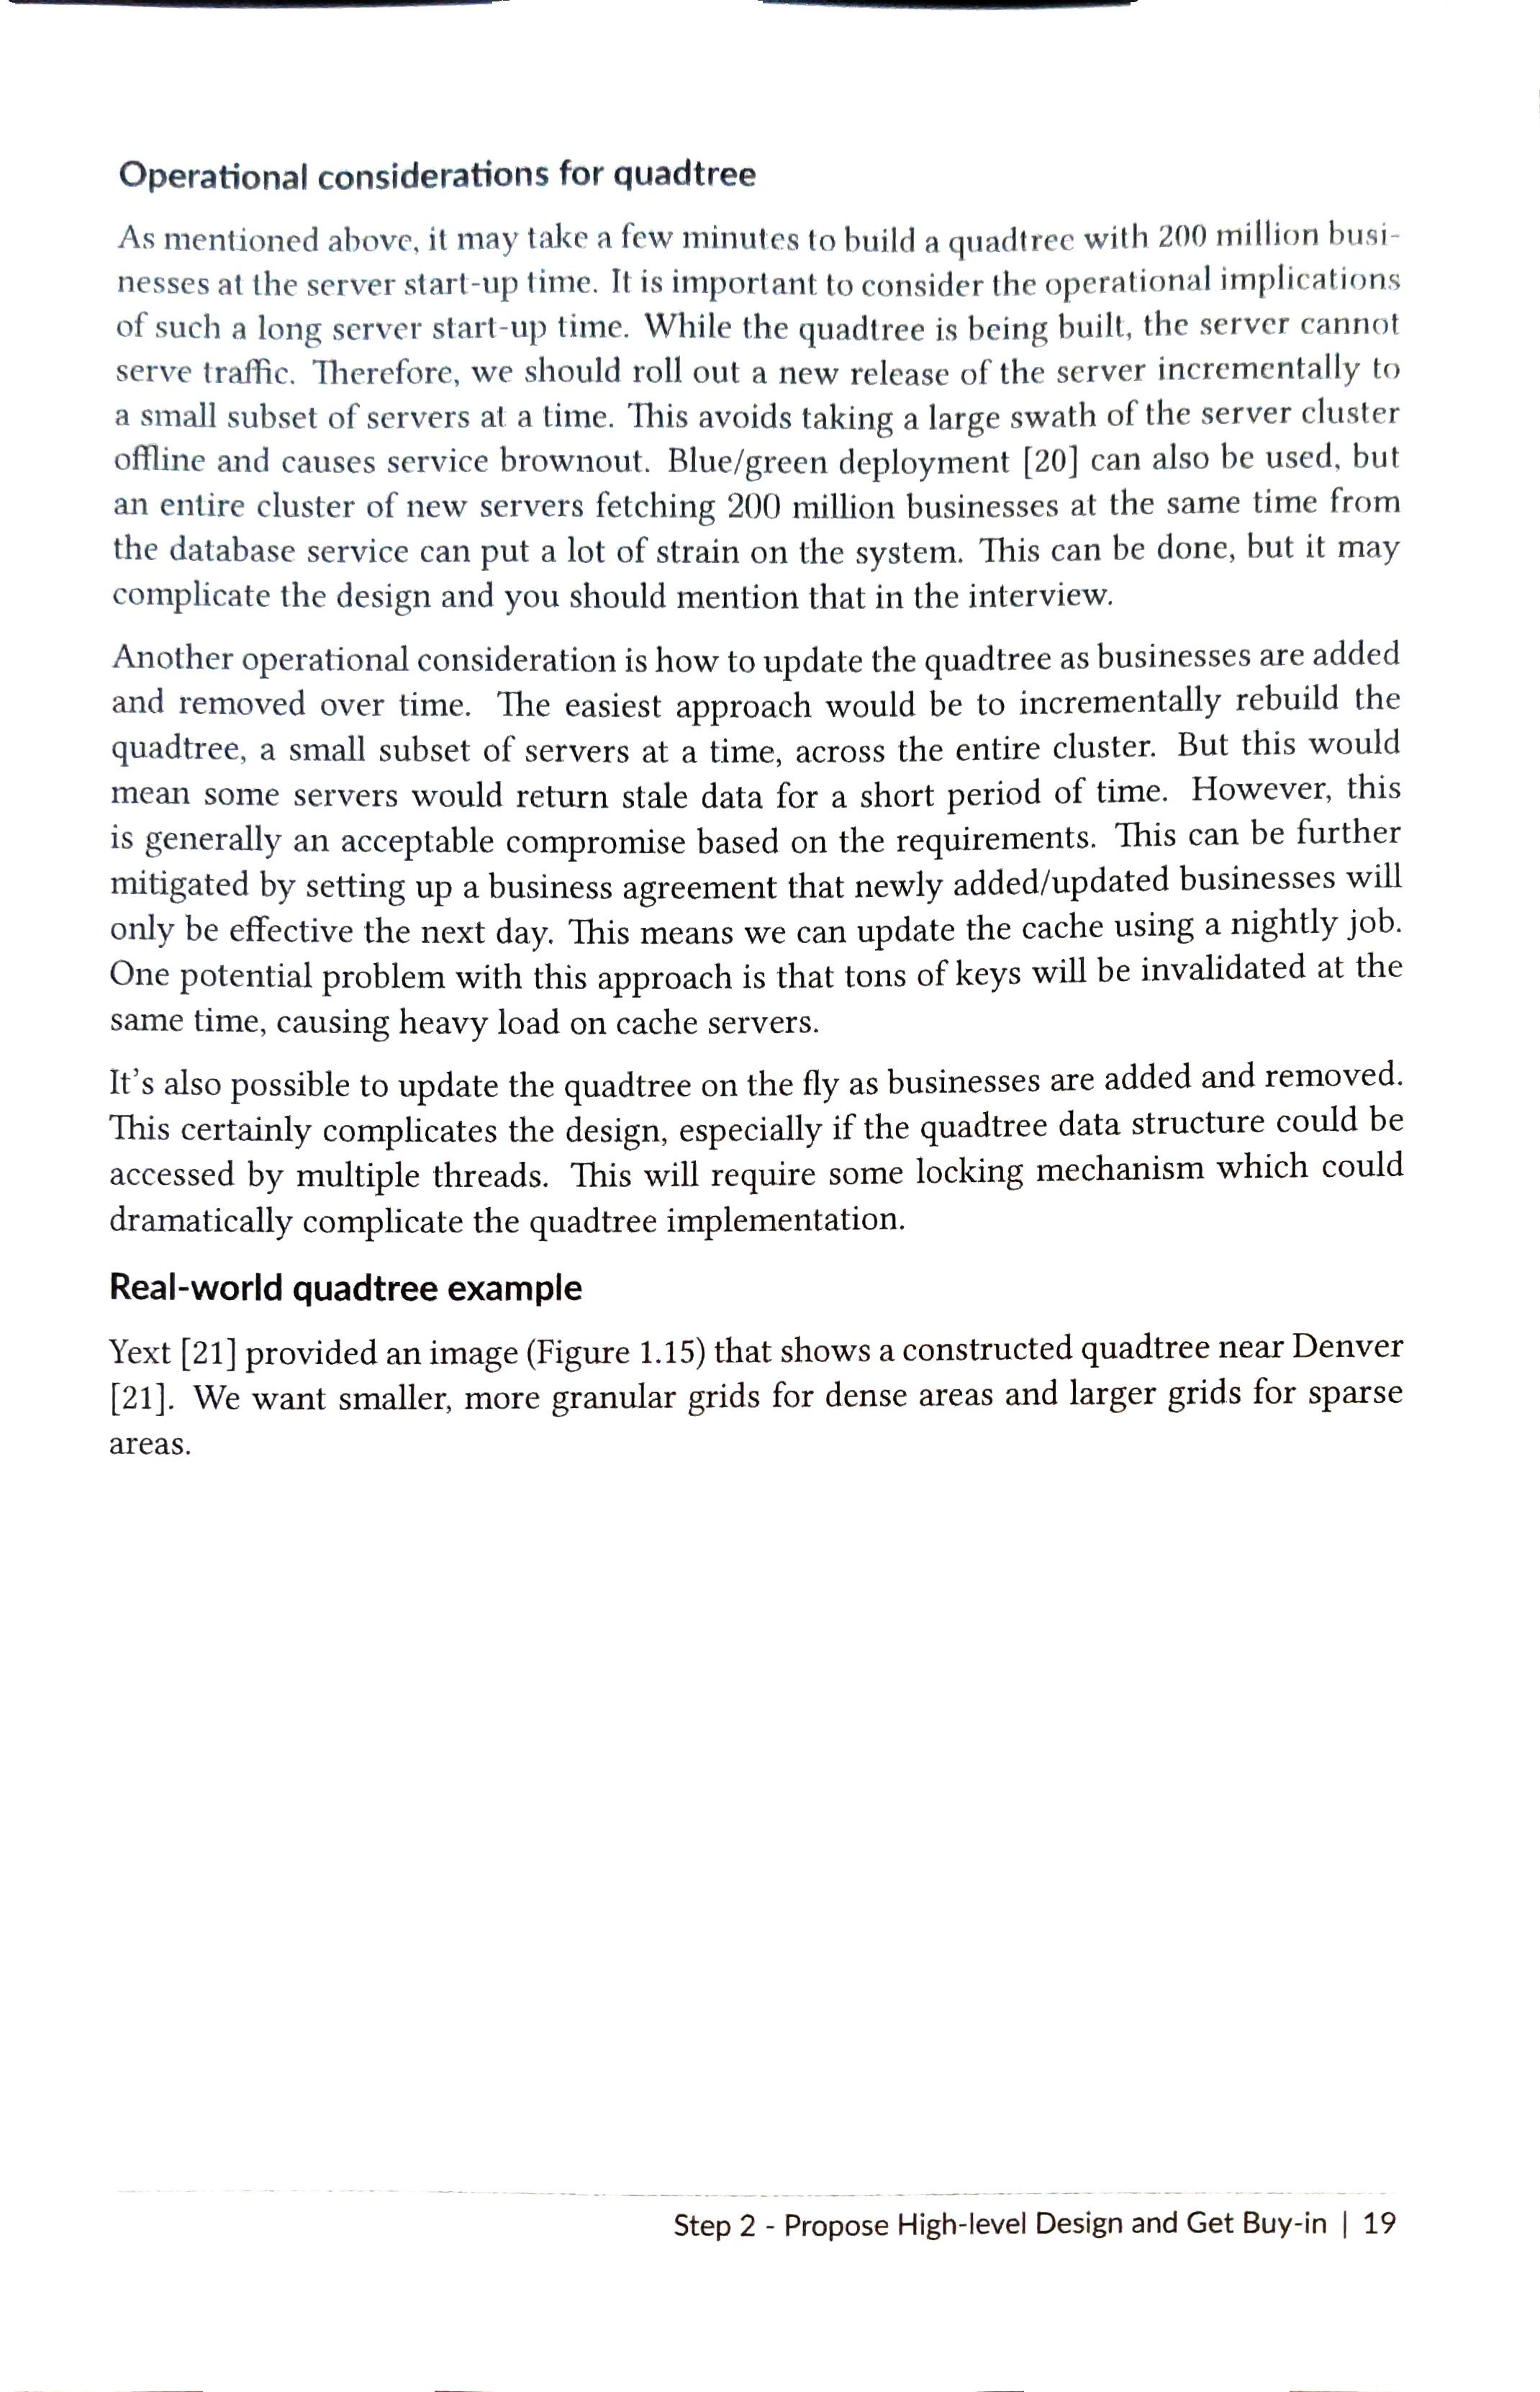 Operational considerations for quadtree
As mentioned above, it may take a few minutes to build a quadtree with 200 million busi-
nesses at the server start-up time. It is important to consider the operational implications
of such a long server start-up time. While the quadtree is being built, the server cannot
serve traffic. Therefore, we should roll out a new release of the server incrementally to
a small subset of servers at a time. This avoids taking a large swath of the server cluster
offline and causes service brownout. Blue/green deployment [20] can also be used, but
an entire cluster of new servers fetching 200 million businesses at the same time from
the database service can put a lot of strain on the system. This can be done, but it may
complicate the design and you should mention that in the interview.
Another operational consideration is how to update the quadtree as businesses are added
and removed over time. The easiest approach would be to incrementally rebuild the
quadtree, a small subset of servers at a time, across the entire cluster. But this would
mean some servers would return stale data for a short period of time. However, this
is generally an acceptable compromise based on the requirements. This can be further
mitigated by setting up a business agreement that newly added/updated businesses will
only be effective the next day. This means we can update the cache using a nightly job.
One potential problem with this approach is that tons of keys will be invalidated at the
same time, causing heavy load on cache servers.
It's also possible to update the quadtree on the fly as businesses are added and removed.
This certainly complicates the design, especially if the quadtree data structure could be
accessed by multiple threads. This will require some locking mechanism which could
dramatically complicate the quadtree implementation.
Real-world quadtree example
Yext [21] provided an image (Figure 1.15) that shows a constructed quadtree near Denver
[21]. We want smaller, more granular grids for dense areas and larger grids for sparse
areas.
Step 2 - Propose High-level Design and Get Buy-in | 19